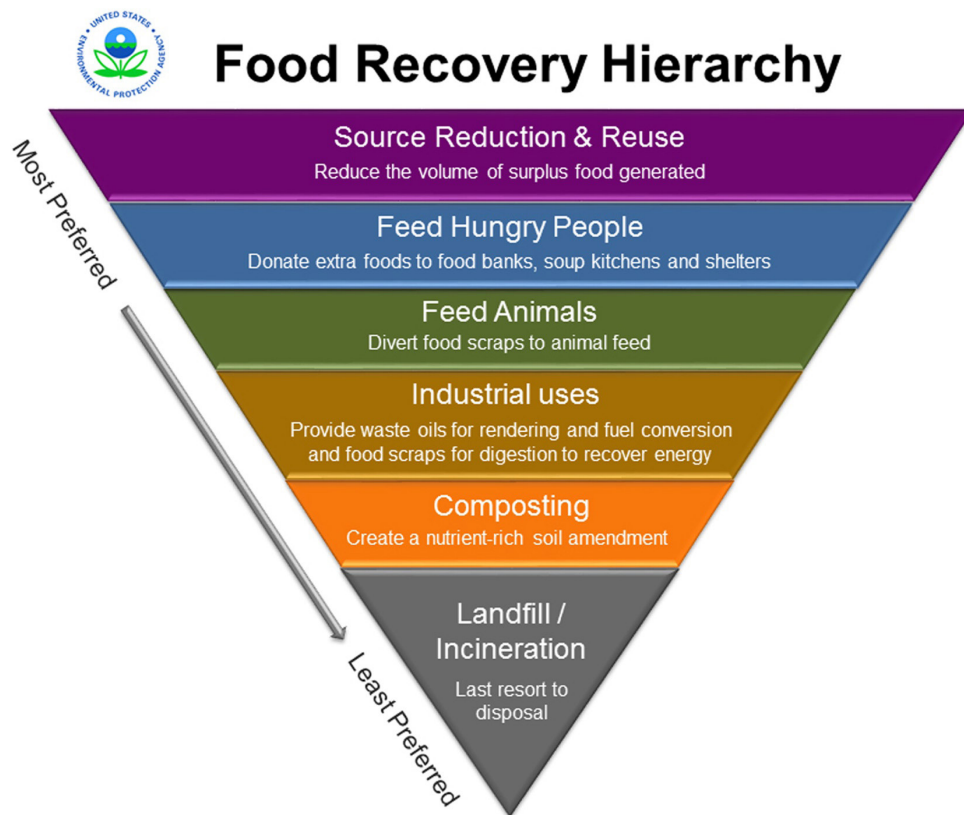 UNITED STATES
ENVIRONMENTAL PROTECTION AGENCY
Food Recovery Hierarchy
Most Preferred
Source Reduction & Reuse
Reduce the volume of surplus food generated
Feed Hungry People
Donate extra foods to food banks, soup kitchens and shelters
Feed Animals
Divert food scraps to animal feed
Industrial uses
Provide waste oils for rendering and fuel conversion
and food scraps for digestion to recover energy
Composting
Create a nutrient-rich soil amendment
Landfill /
Incineration
Last resort to
disposal
Least Preferred